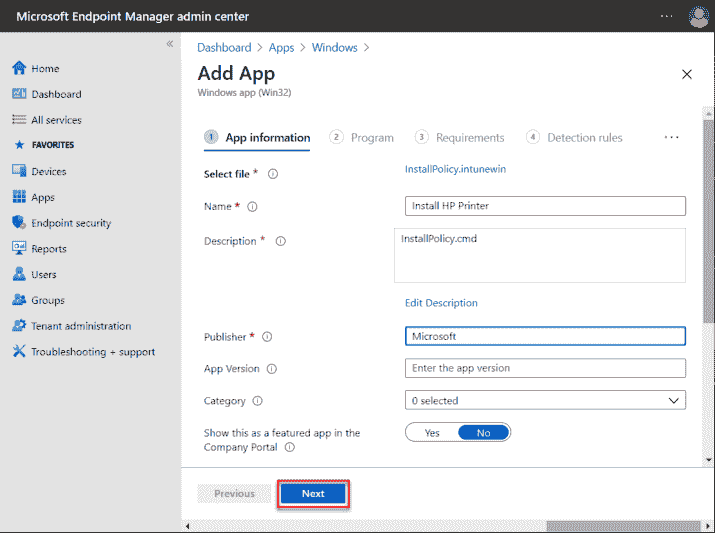 Microsoft Endpoint Manager admin center
...
«
Home
Dashboard
All services
FAVORITES
Devices
Apps
Endpoint security
Reports
Users
Groups
Tenant administration
Troubleshooting + support
Dashboard > Apps > Windows >
Add App
Windows app (Win32)
1 App information 2 Program 3 Requirements 4 Detection rules ...
Select file * InstallPolicy.intunewin
Name * Install HP Printer
Description * InstallPolicy.cmd
Edit Description
Publisher * Microsoft
App Version Enter the app version
Category 0 selected
Show this as a featured app in the Yes No
Company Portal
Previous Next